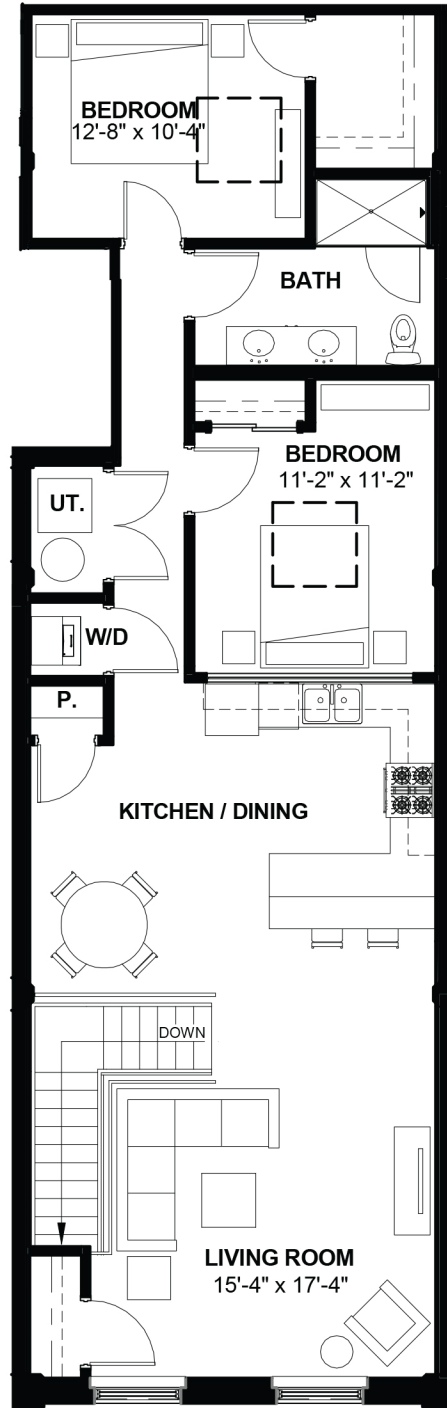 BEDROOM
12'-8" x 10'-4"
BATH
BEDROOM
11'-2" x 11'-2"
UT.
W/D
P.
KITCHEN / DINING
DOWN
LIVING ROOM
15'-4" x 17'-4"